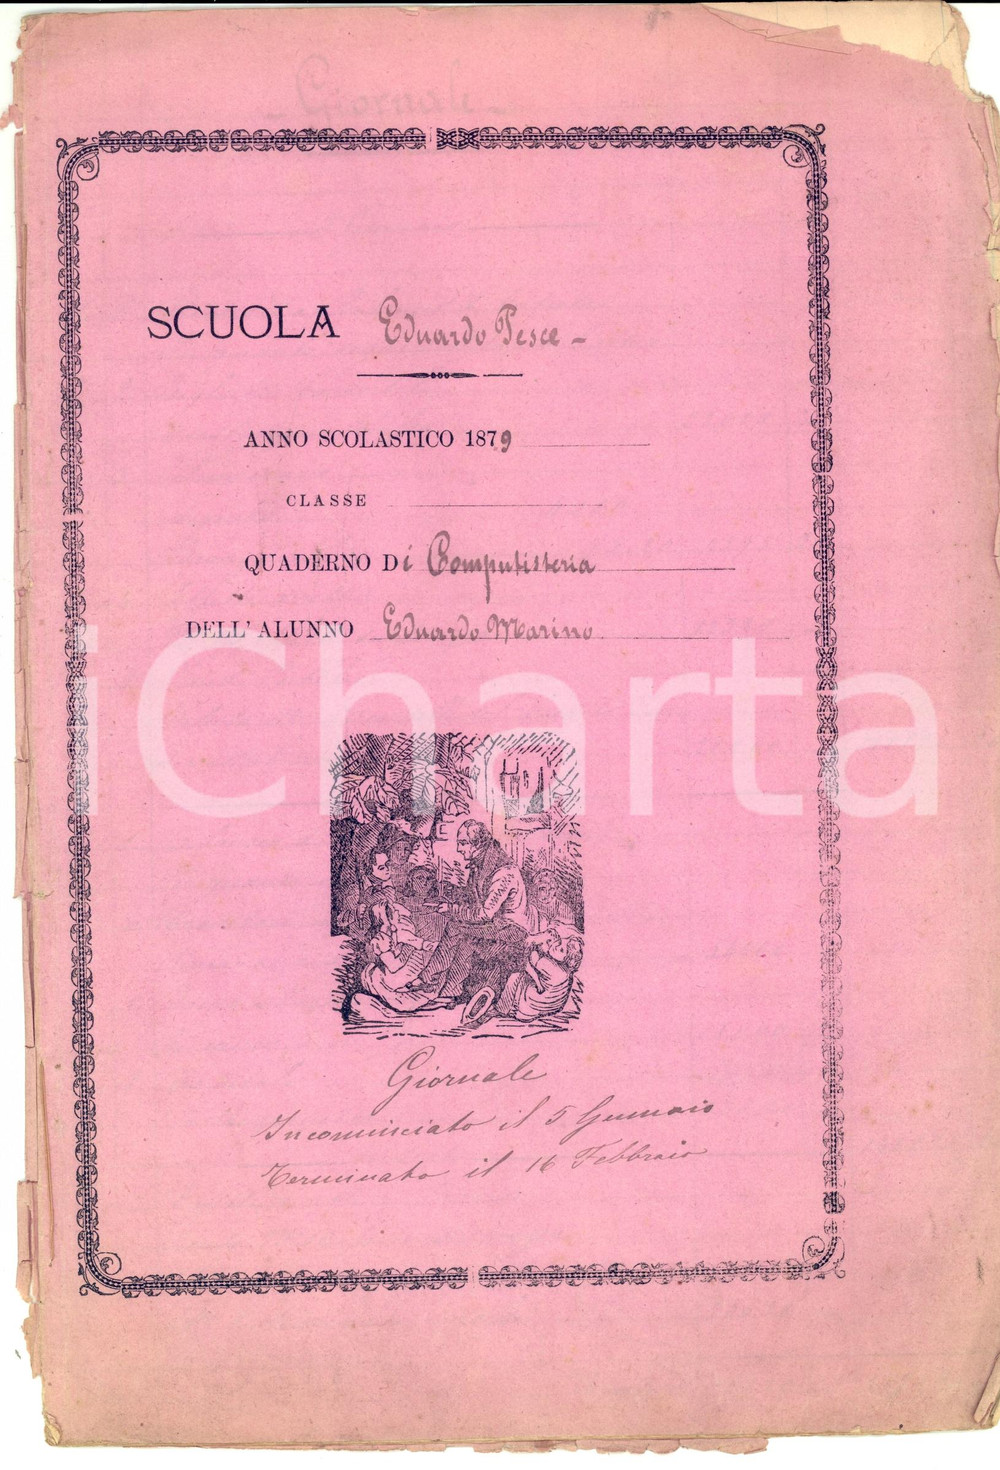 Giornale
SCUOLA Eduardo Pesce -
ANNO SCOLASTICO 1879
CLASSE
QUADERNO Di Computisteria
DELL' ALUNNO Eduardo Marino
iCharta
Giornale
Incominciato il 5 Gennaio
Terminato il 16 Febbraio